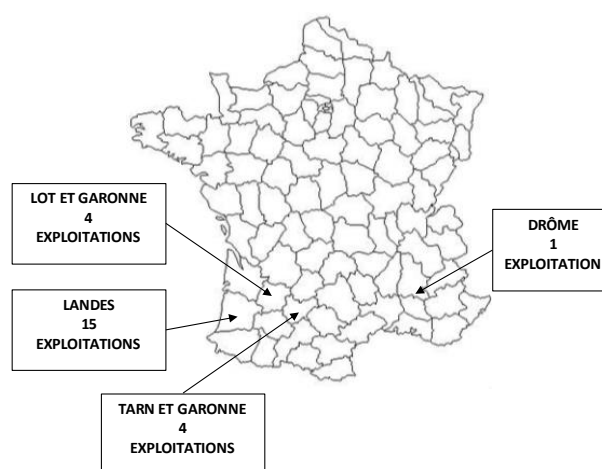 LOT ET GARONNE
4
EXPLOITATIONS
DRÔME
1
EXPLOITATION
LANDES
15
EXPLOITATIONS
TARN ET GARONNE
4
EXPLOITATIONS